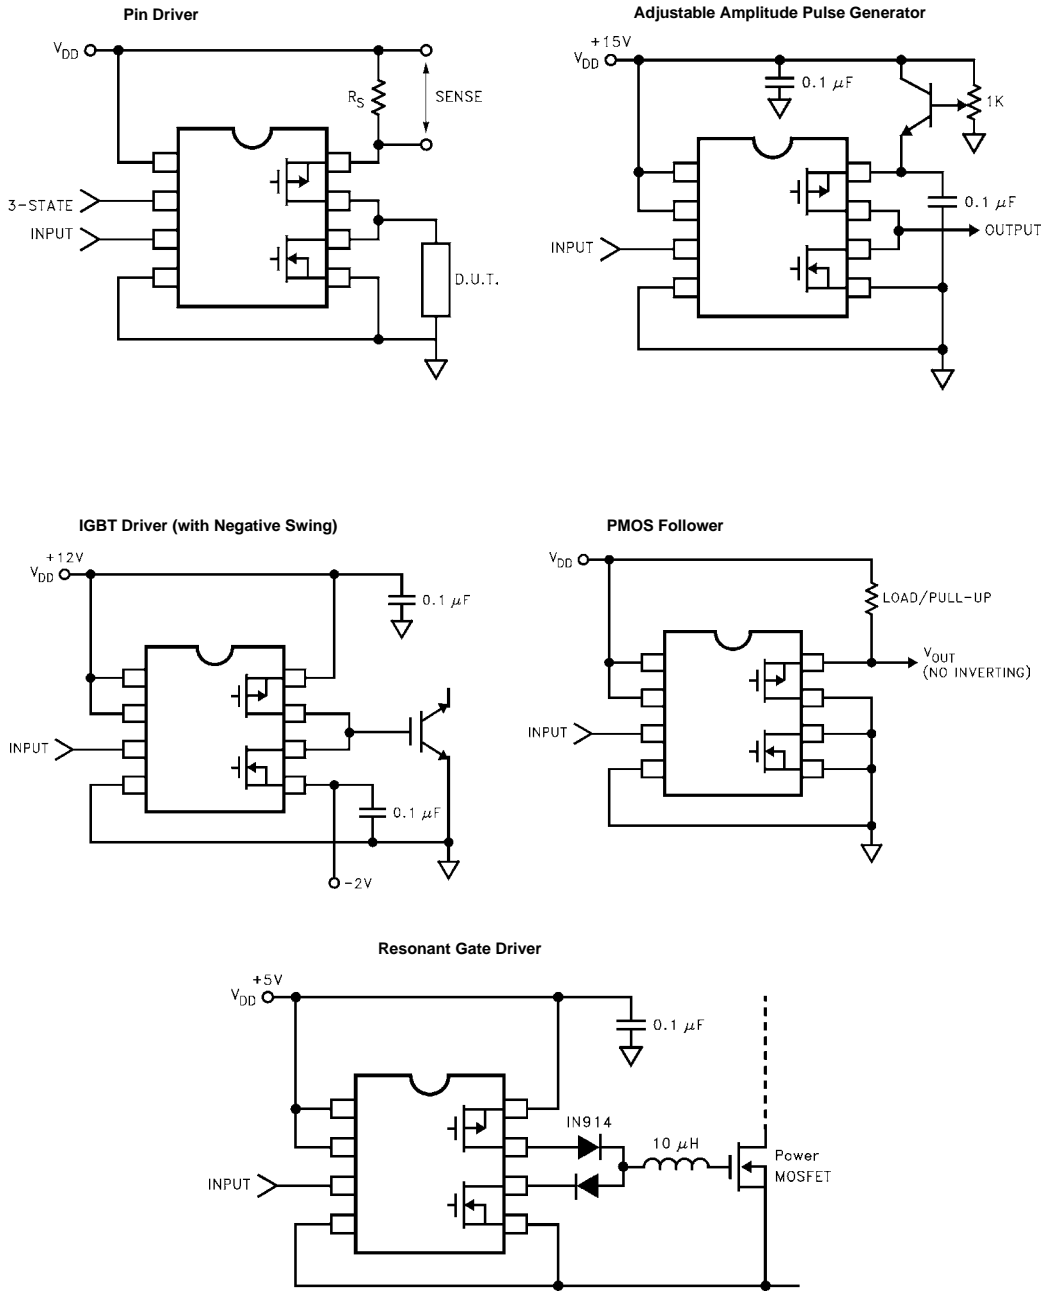 Pin Driver
V_DD
R_S
SENSE
3-STATE
INPUT
D.U.T.
Adjustable Amplitude Pulse Generator
+15V
V_DD
0.1 μF
1K
0.1 μF
INPUT
OUTPUT
IGBT Driver (with Negative Swing)
+12V
V_DD
0.1 μF
INPUT
0.1 μF
-2V
PMOS Follower
V_DD
LOAD/PULL-UP
V_OUT
(NO INVERTING)
INPUT
Resonant Gate Driver
+5V
V_DD
0.1 μF
IN914
10 μH
Power
MOSFET
INPUT